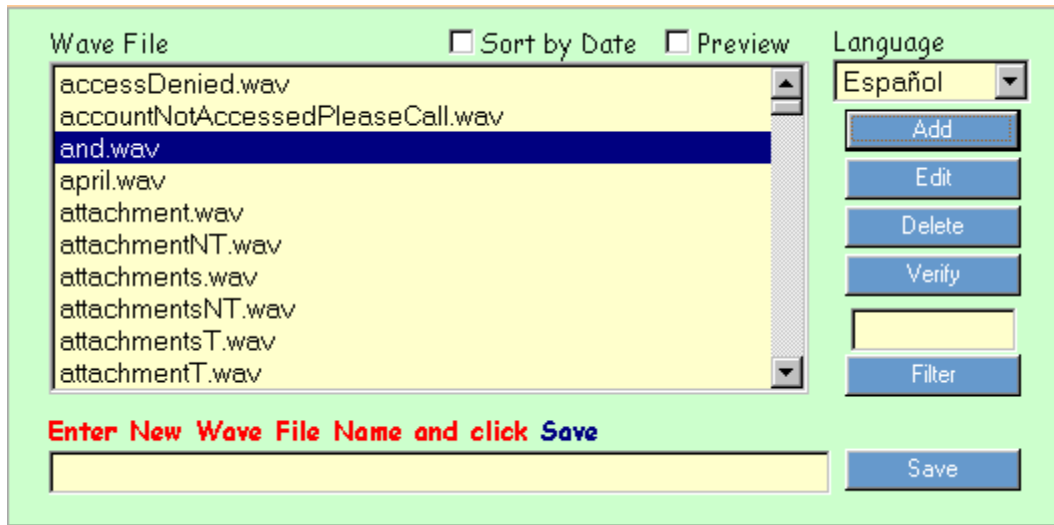 Wave File Sort by Date Preview Language
accessDenied.wav
Español
accountNotAccessedPleaseCall.wav
Add
and.wav
april.wav
Edit
attachment.wav
Delete
attachmentNT.wav
attachments.wav
Verify
attachmentsNT.wav
attachmentsT.wav
attachmentT.wav
Filter
Enter New Wave File Name and click Save
Save